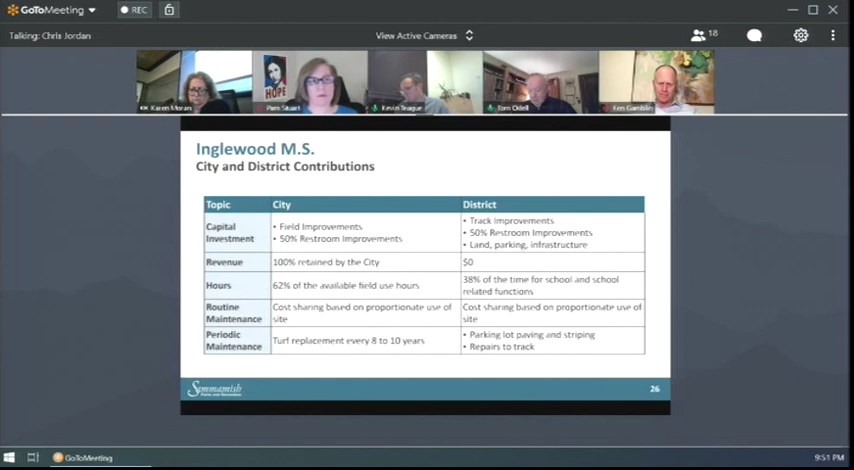 GoToMeeting
REC
Talking: Chris Jordan
View Active Cameras
18
HOPE
Karen Moran
Pam Stuart
Kevin Teague
Tom Odell
Ken Gamblin
Inglewood M.S.
City and District Contributions
Topic City District
Capital Investment
• Field Improvements
• 50% Restroom Improvements
• Track Improvements
• 50% Restroom Improvements
• Land, parking, infrastructure
Revenue 100% retained by the City $0
Hours 62% of the available field use hours
38% of the time for school and school
related functions
Routine
Maintenance
Cost sharing based on proportionate use of
site
Cost sharing based on proportionate use of
site
Periodic
Maintenance
Turf replacement every 8 to 10 years
• Parking lot paving and striping
• Repairs to track
Sammamish
Parks and Recreation
26
GoToMeeting
9:51 PM